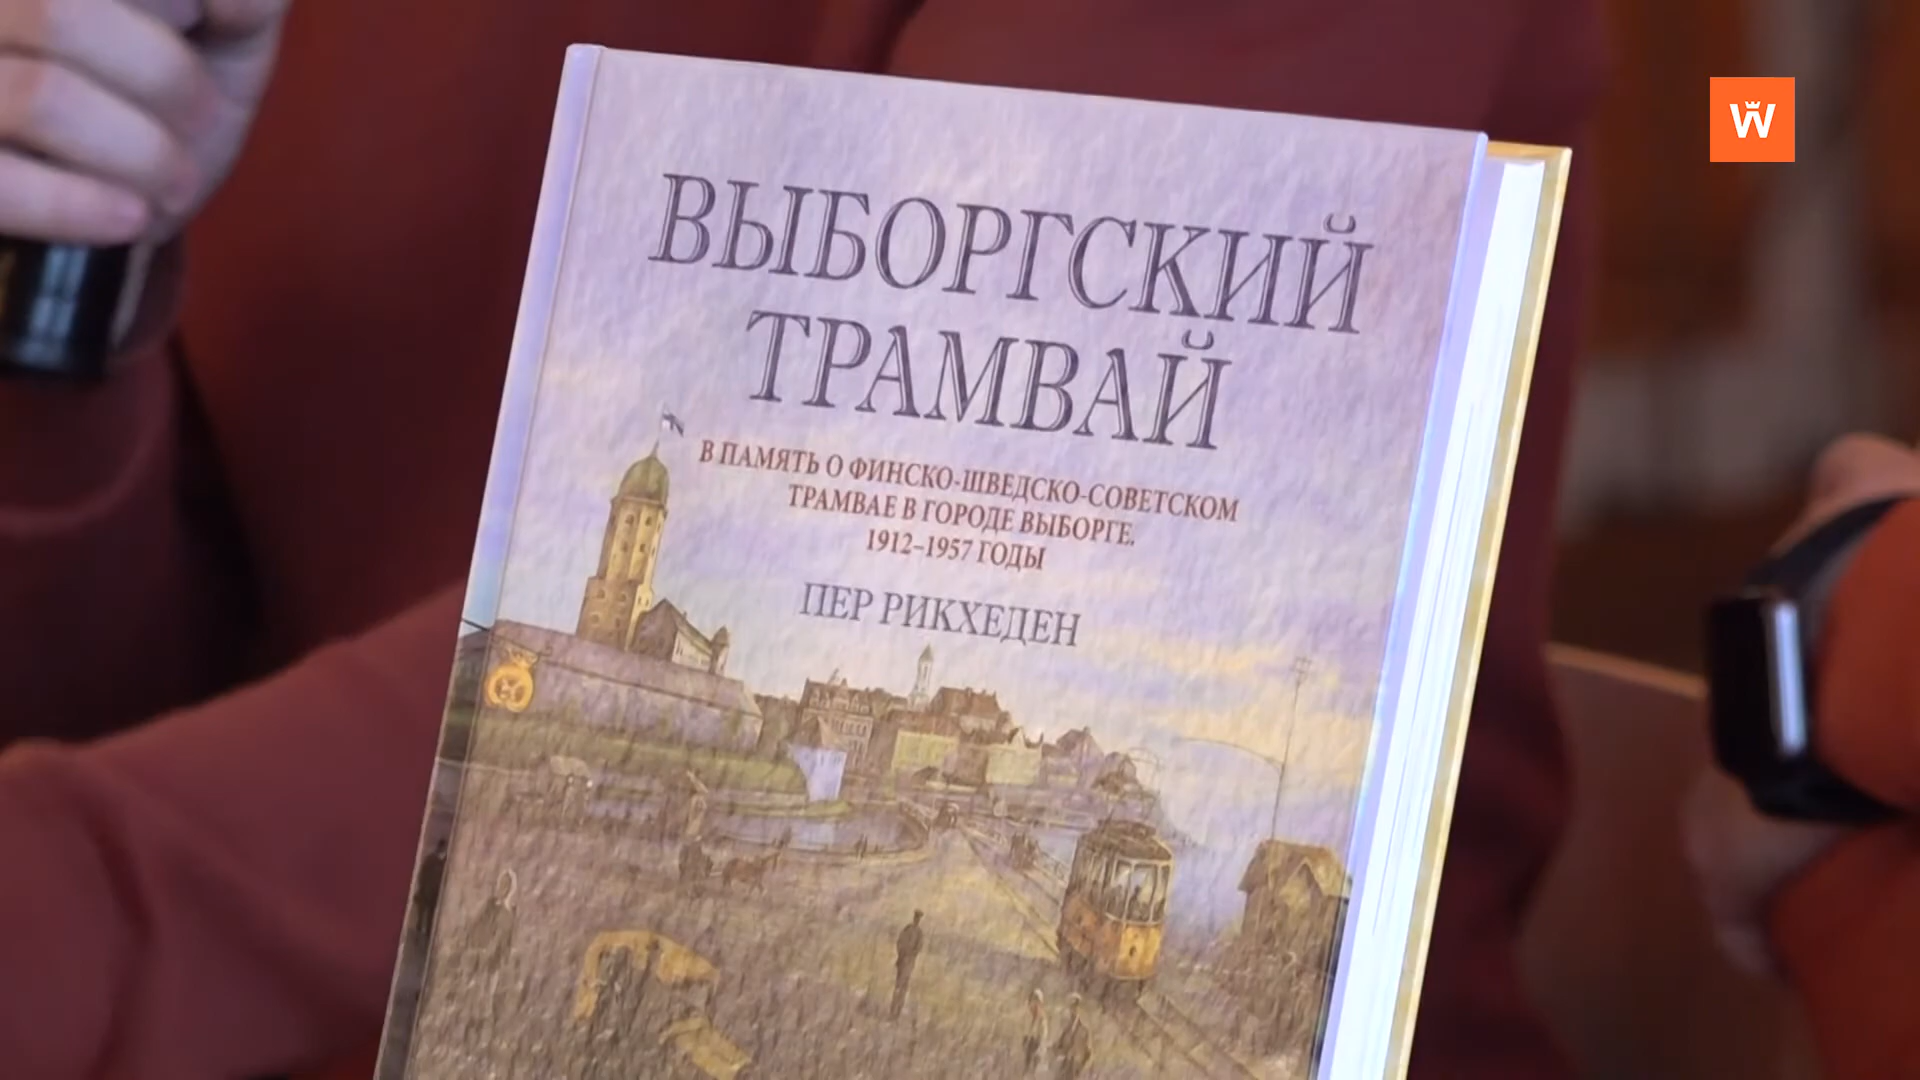 W
ВЫБОРГСКИЙ
ТРАМВАЙ
В ПАМЯТЬ О ФИНСКО-ШВЕДСКО-СОВЕТСКОМ
ТРАМВАЕ В ГОРОДЕ ВЫБОРГЕ.
1912–1957 ГОДЫ
ПЕР РИКХЕДЕН